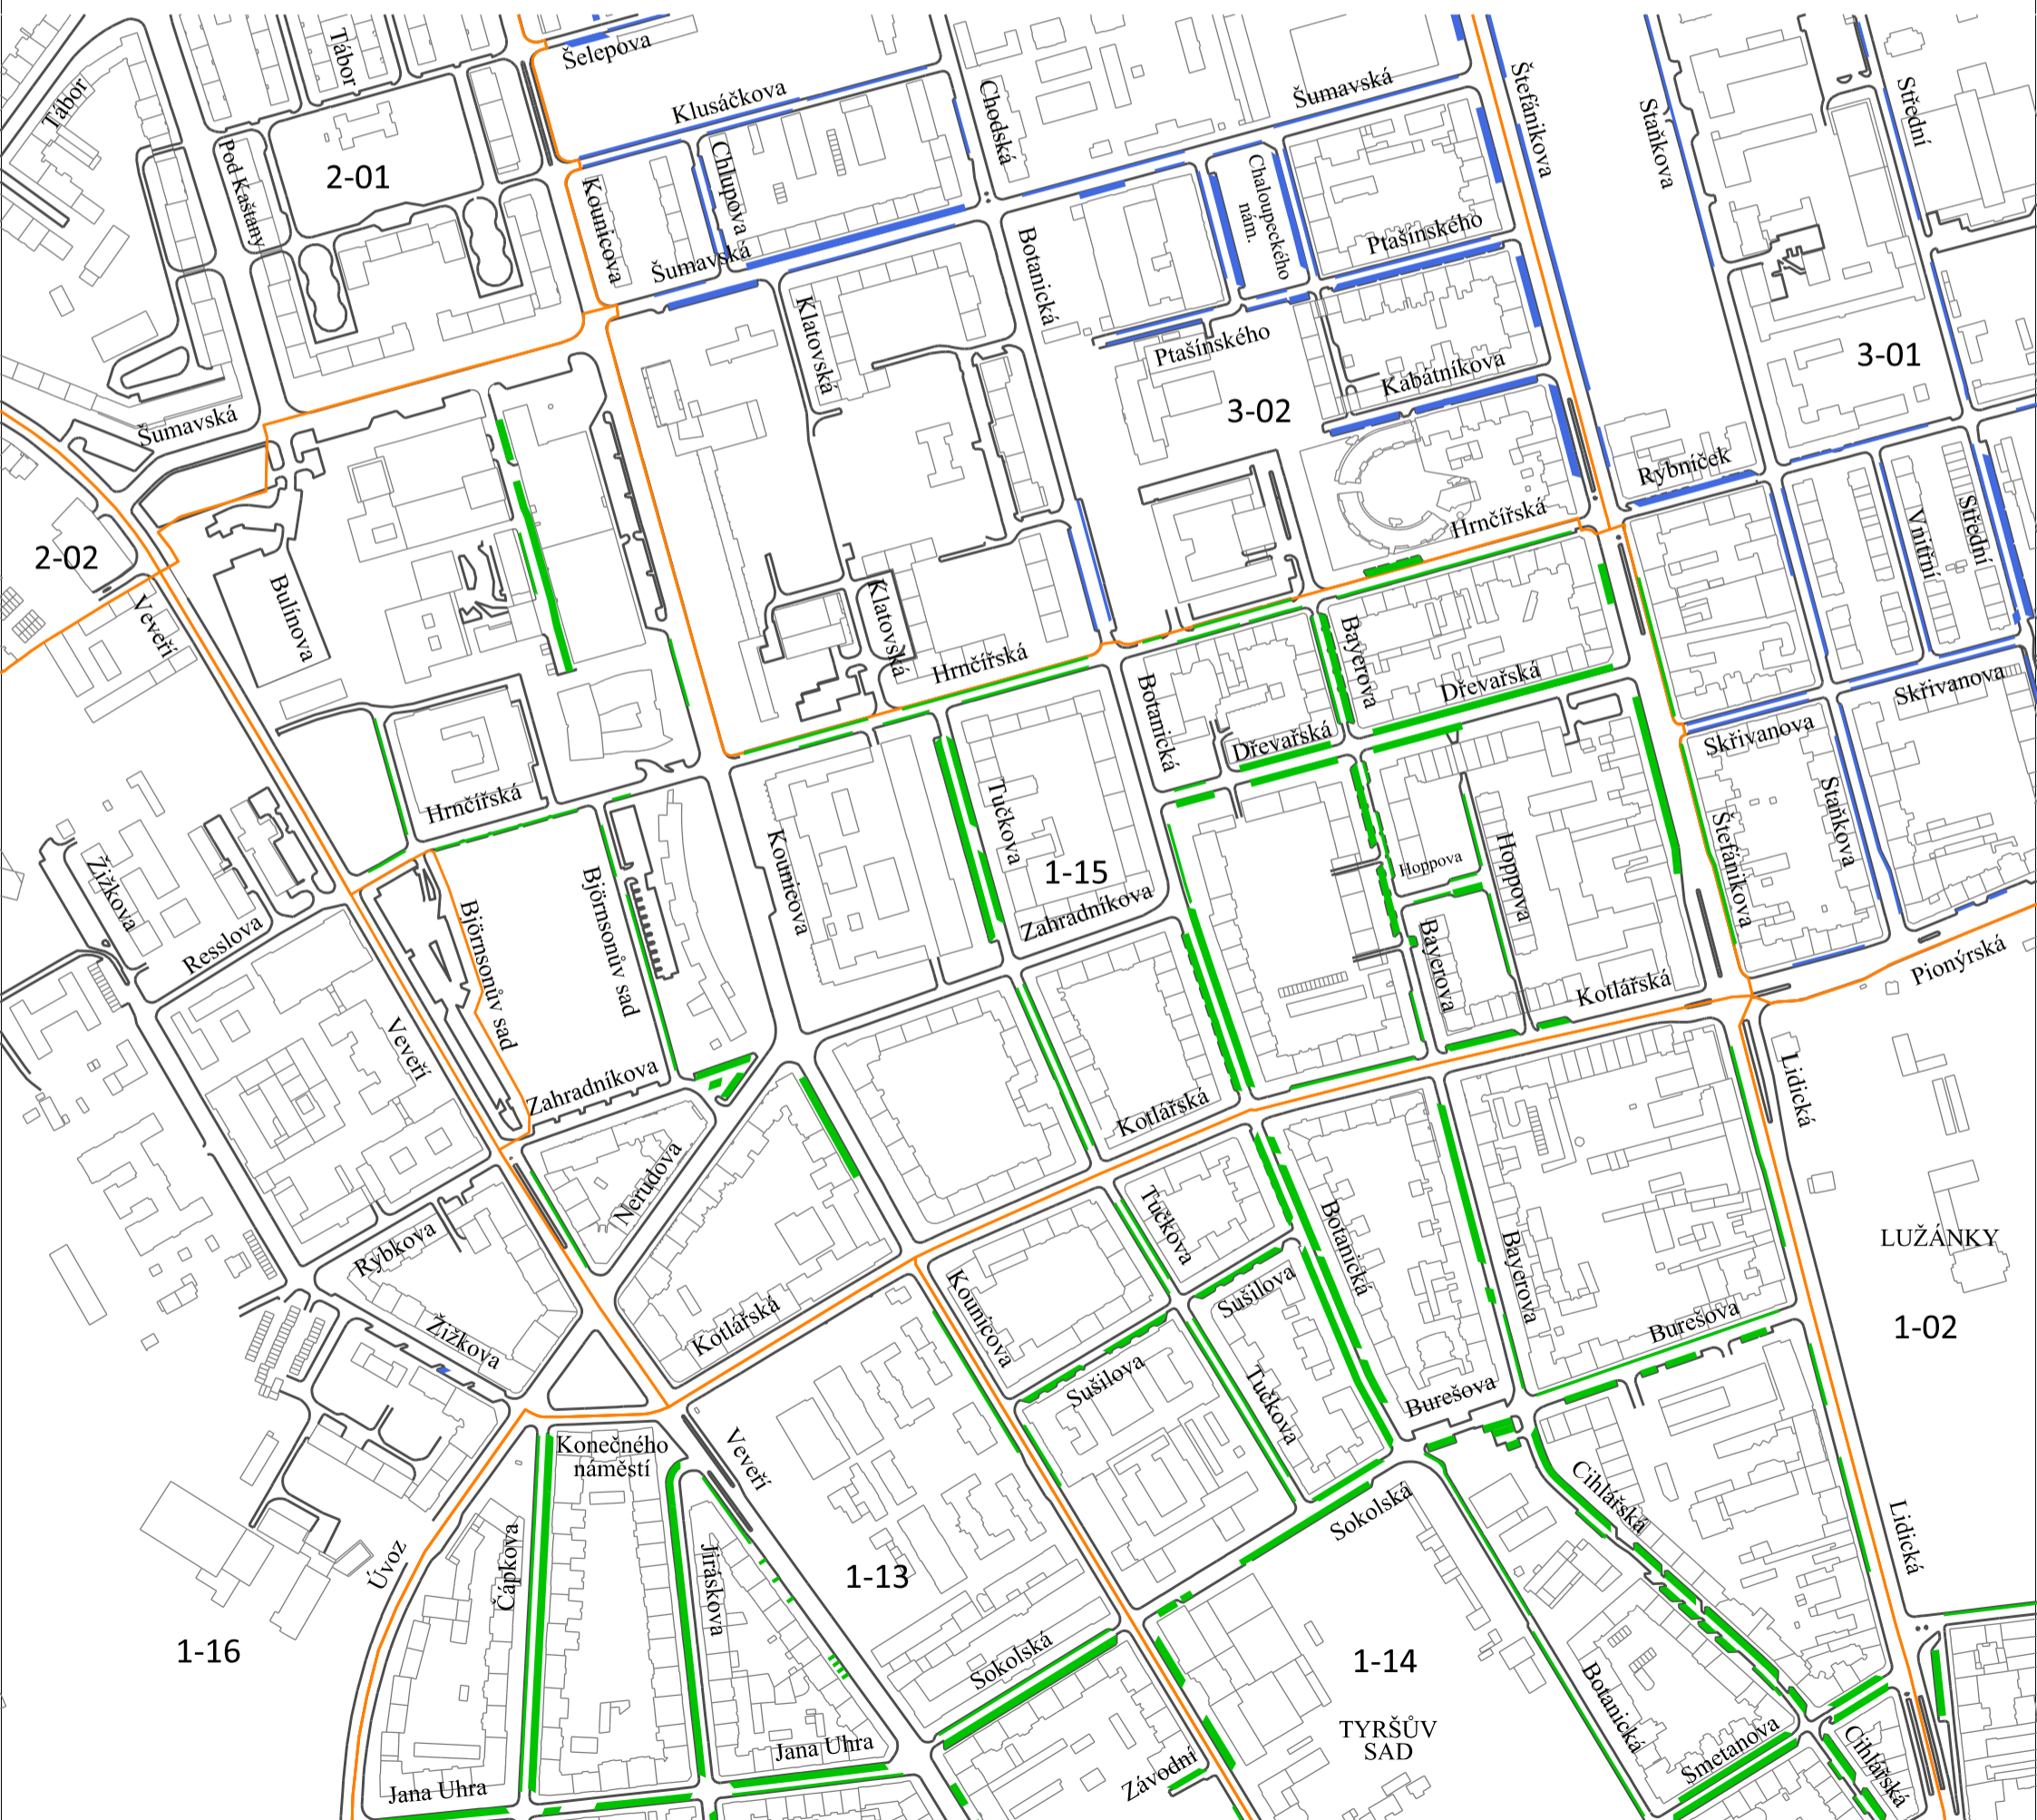 Šelepova
Tábor
Tábor
Klusáčkova
Chodská
Šumavská
Štefánikova
Staňkova
Střední
Pod Kaštany
2-01
Kounicova
Chlupova
Šumavská
Botanická
Chaloupeckého
nám.
Ptašínského
Klatovská
Ptašínského
Kabátníkova
3-01
3-02
Šumavská
Rybníček
Hrnčířská
Vnitřní
Střední
2-02
Veveří
Bulínova
Klatovská
Hrnčířská
Botanická
Bayerova
Dřevařská
Dřevařská
Skřivanova
Skřivanova
Hrnčířská
Žižkova
Resslova
Björnsonův sad
Björnsonův sad
Kounicova
Tučkova
1-15
Zahradníkova
Hoppova
Hoppova
Bayerova
Štefánikova
Staňkova
Kotlářská
Pionýrská
Veveří
Zahradníkova
Kotlářská
Lidická
Nerudova
Rybkova
Žižkova
Kotlářská
Kounicova
Tučkova
Sušilova
Botanická
Bayerova
Burešova
LUŽÁNKY
1-02
Sušilova
Tučkova
Burešova
Konečného
náměstí
Veveří
Úvoz
Čápkova
Jiráskova
1-13
Sokolská
Cihlářská
Lidická
1-16
Sokolská
1-14
Botanická
TYRŠŮV
SAD
Jana Uhra
Jana Uhra
Závodní
Smetanova
Cihlářská